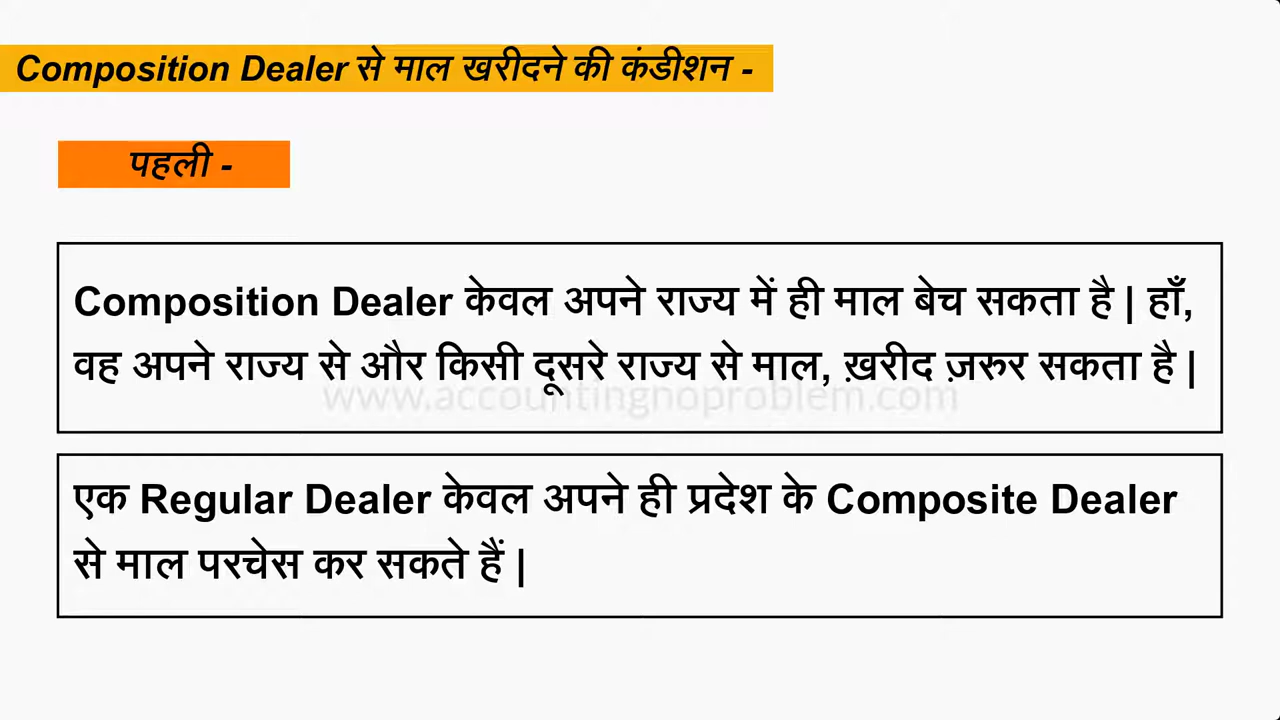 Composition Dealer से माल खरीदने की कंडीशन -
पहली -
Composition Dealer केवल अपने राज्य में ही माल बेच सकता है | हाँ,
वह अपने राज्य से और किसी दूसरे राज्य से माल, ख़रीद ज़रुर सकता है |
www.accountingnoproblem.com
एक Regular Dealer केवल अपने ही प्रदेश के Composite Dealer
से माल परचेस कर सकते हैं |